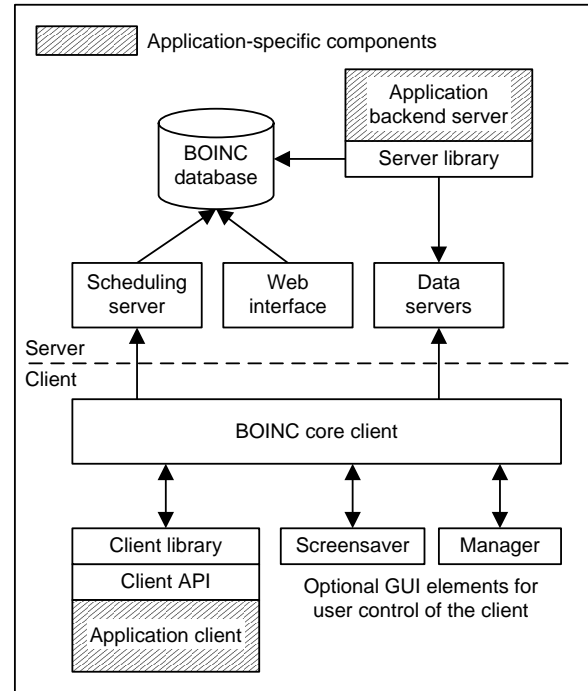 Application-specific components
Application
backend server
Server library
BOINC
database
Scheduling
server
Web
interface
Data
servers
Server
Client
BOINC core client
Client library
Client API
Application client
Screensaver
Manager
Optional GUI elements for
user control of the client